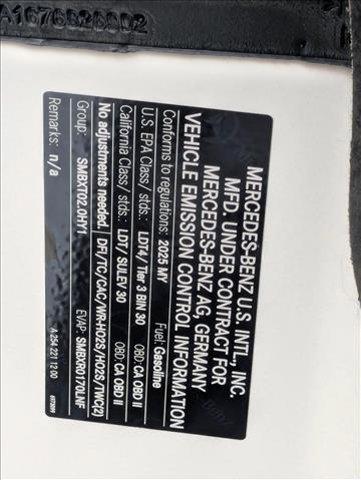 A1676826802
MERCEDES-BENZ U.S. INTL., INC.
MFD. UNDER CONTRACT FOR
MERCEDES-BENZ AG, GERMANY
VEHICLE EMISSION CONTROL INFORMATION
Conforms to regulations: 2025 MY Fuel: Gasoline
U.S. EPA Class/ stds.: LDT4/ Tier 3 BIN 30 OBD: CA OBD II
California Class/ stds.: LDT/ SULEV 30 OBD: CA OBD II
No adjustments needed. DFI/TC/CAC/WR-HO2S/HO2S/TWC(2)
Group: SMBXT02.0HY1 EVAP: SMBXR0170LNF
Remarks: n/a A 254 221 12 00